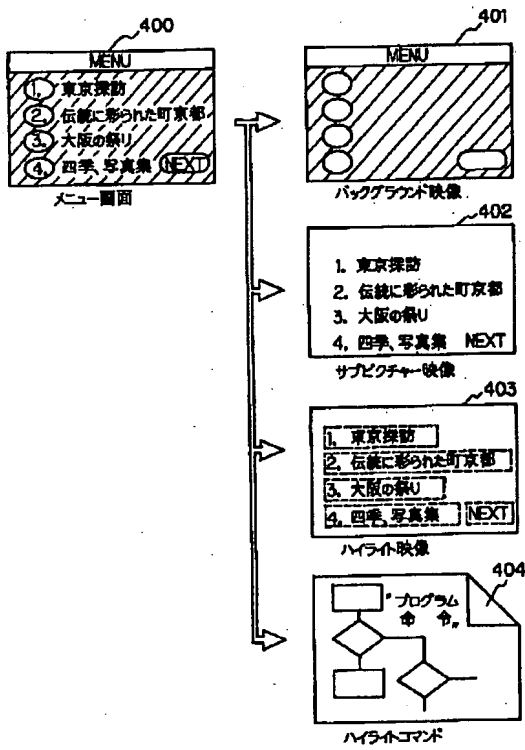 400
MENU
1. 東京探訪
2. 伝統に彩られた町京都
3. 大阪の祭り
4. 四季、写真集 NEXT
メニュー画面
401
MENU
バックグラウンド映像
402
1. 東京探訪
2. 伝統に彩られた町京都
3. 大阪の祭り
4. 四季、写真集 NEXT
サブピクチャー映像
403
1. 東京探訪
2. 伝統に彩られた町京都
3. 大阪の祭り
4. 四季、写真集 NEXT
ハイライト映像
404
"プログラム
命 令"
ハイライトコマンド